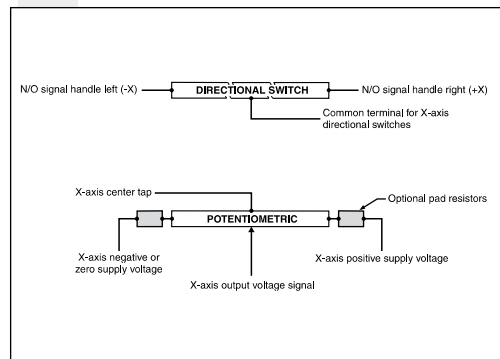 N/O signal handle left (-X)
DIRECTIONAL SWITCH
N/O signal handle right (+X)
Common terminal for X-axis
directional switches
X-axis center tap
Optional pad resistors
POTENTIOMETRIC
X-axis negative or
zero supply voltage
X-axis positive supply voltage
X-axis output voltage signal